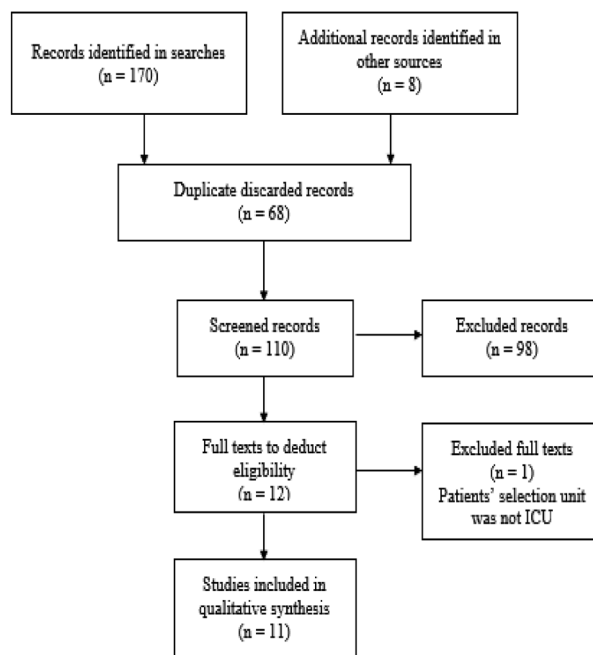 Records identified in searches
(n = 170)
Additional records identified in
other sources
(n = 8)
Duplicate discarded records
(n = 68)
Screened records
(n = 110)
Excluded records
(n = 98)
Full texts to deduct
eligibility
(n = 12)
Excluded full texts
(n = 1)
Patients’ selection unit
was not ICU
Studies included in
qualitative synthesis
(n = 11)